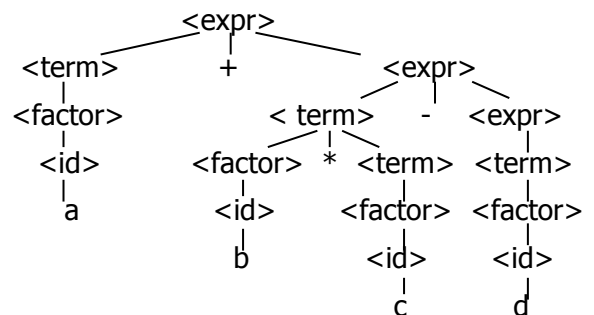 <expr>
<term> + <expr>
<factor> < term> - <expr>
<id> <factor> * <term> <term>
a <id> <factor> <factor>
b <id> <id>
c d